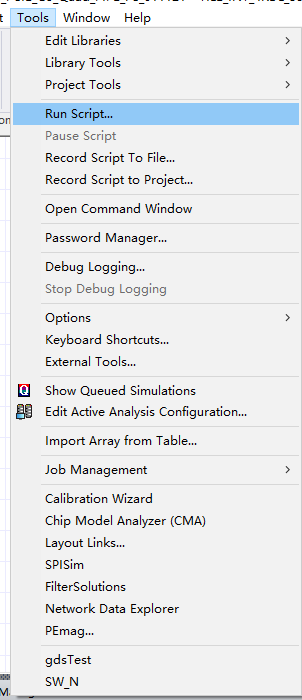 Tools Window Help
Edit Libraries
Library Tools
Project Tools
Run Script...
Pause Script
Record Script To File...
Record Script to Project...
Open Command Window
Password Manager...
Debug Logging...
Stop Debug Logging
Options
Keyboard Shortcuts...
External Tools...
Show Queued Simulations
Edit Active Analysis Configuration...
Import Array from Table...
Job Management
Calibration Wizard
Chip Model Analyzer (CMA)
Layout Links...
SPISim
FilterSolutions
Network Data Explorer
PEmag...
gdsTest
SW_N